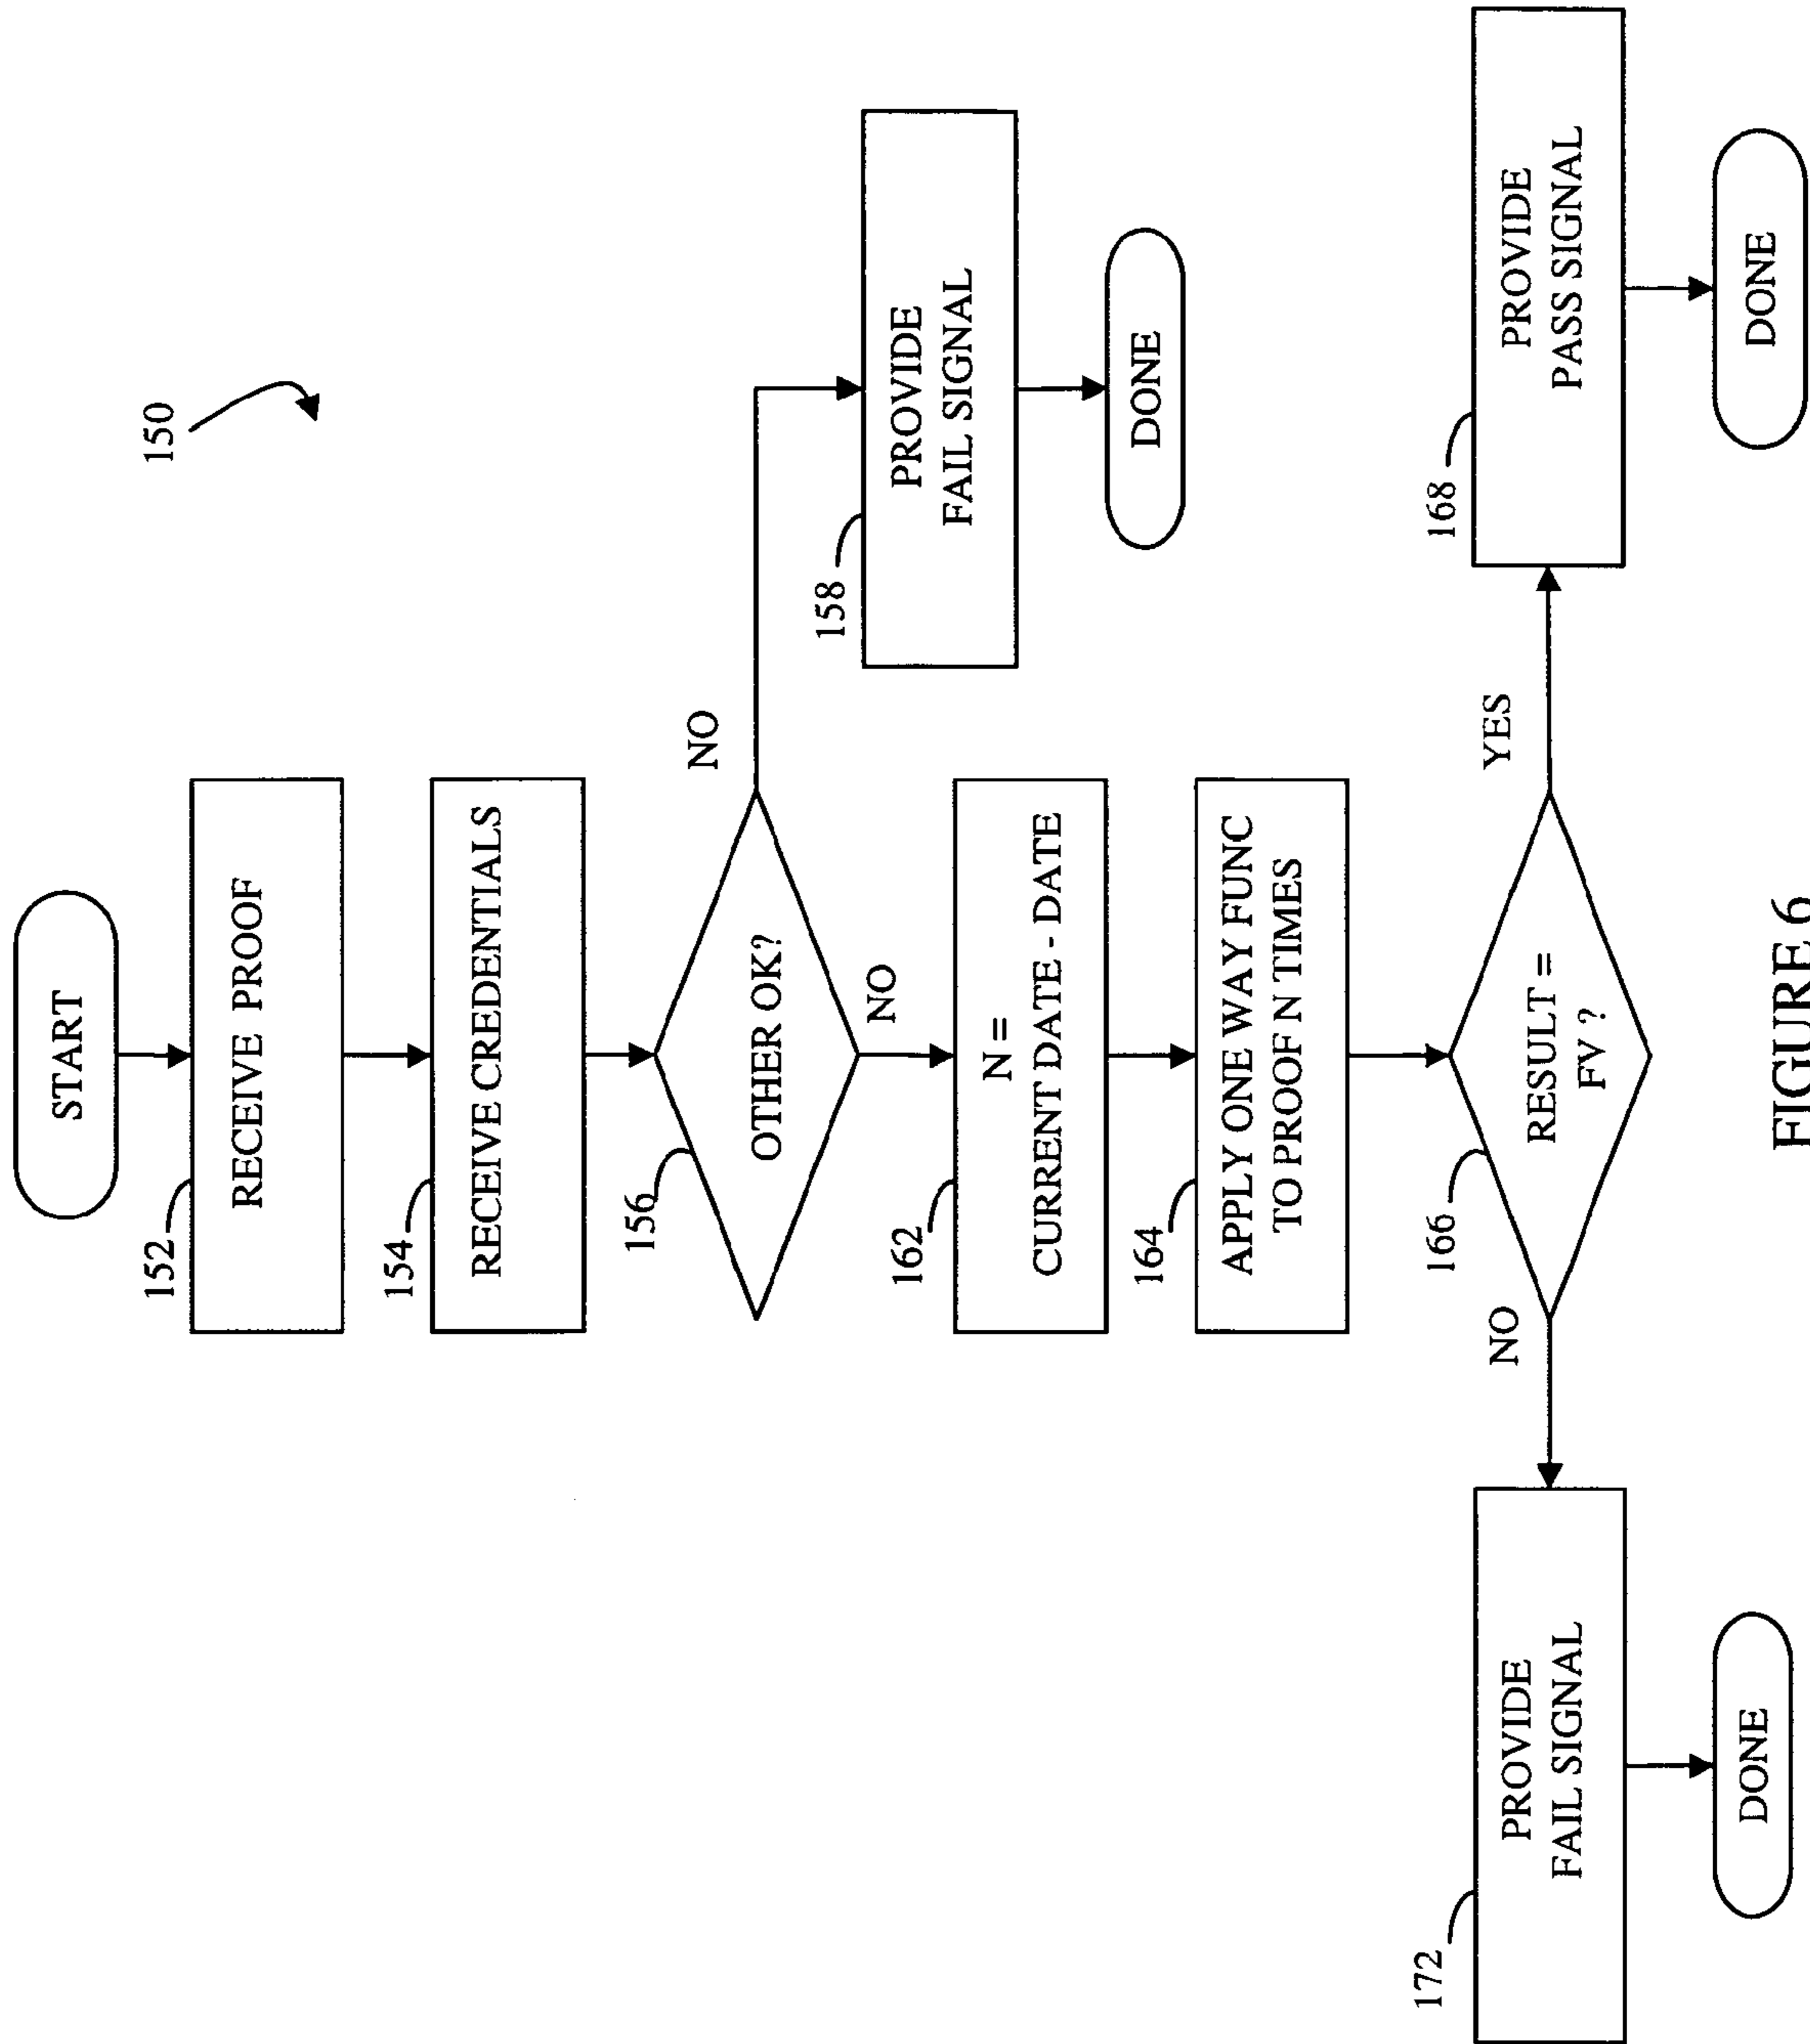 150
START
152
RECEIVE PROOF
154
RECEIVE CREDENTIALS
156
OTHER OK?
NO
158
PROVIDE
FAIL SIGNAL
DONE
NO
162
N =
CURRENT DATE - DATE
164
APPLY ONE WAY FUNC
TO PROOF N TIMES
166
RESULT =
FV ?
NO
YES
172
PROVIDE
FAIL SIGNAL
DONE
168
PROVIDE
PASS SIGNAL
DONE
FIGURE 6